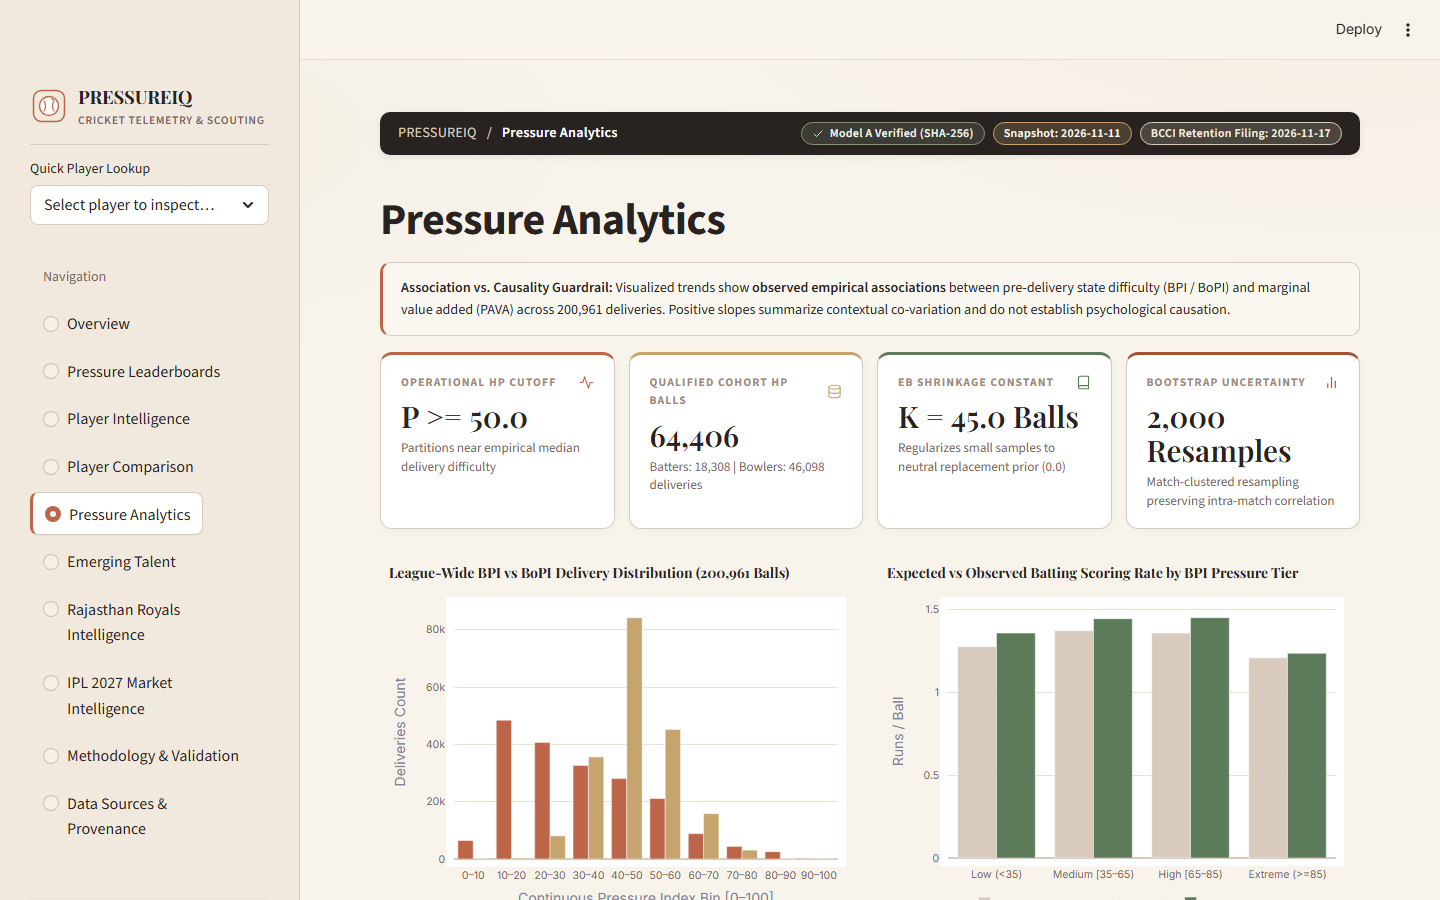 Deploy
PRESSUREIQ
CRICKET TELEMETRY & SCOUTING
Quick Player Lookup
Select player to inspect...
Navigation
Overview
Pressure Leaderboards
Player Intelligence
Player Comparison
Pressure Analytics
Emerging Talent
Rajasthan Royals
Intelligence
IPL 2027 Market
Intelligence
Methodology & Validation
Data Sources &
Provenance
PRESSUREIQ / Pressure Analytics
Model A Verified (SHA-256)
Snapshot: 2026-11-11
BCCI Retention Filing: 2026-11-17
Pressure Analytics
Association vs. Causality Guardrail: Visualized trends show observed empirical associations between pre-delivery state difficulty (BPI / BoPI) and marginal
value added (PAVA) across 200,961 deliveries. Positive slopes summarize contextual co-variation and do not establish psychological causation.
OPERATIONAL HP CUTOFF
P >= 50.0
Partitions near empirical median
delivery difficulty
QUALIFIED COHORT HP
BALLS
64,406
Batters: 18,308 | Bowlers: 46,098
deliveries
EB SHRINKAGE CONSTANT
K = 45.0 Balls
Regularizes small samples to
neutral replacement prior (0.0)
BOOTSTRAP UNCERTAINTY
2,000
Resamples
Match-clustered resampling
preserving intra-match correlation
League-Wide BPI vs BoPI Delivery Distribution (200,961 Balls)
Deliveries Count
80k
60k
40k
20k
0
0–10 10–20 20–30 30–40 40–50 50–60 60–70 70–80 80–90 90–100
Continuous Pressure Index Bin [0–100]
Expected vs Observed Batting Scoring Rate by BPI Pressure Tier
Runs / Ball
1.5
1
0.5
0
Low (<35) Medium [35–65) High [65–85) Extreme (>=85)